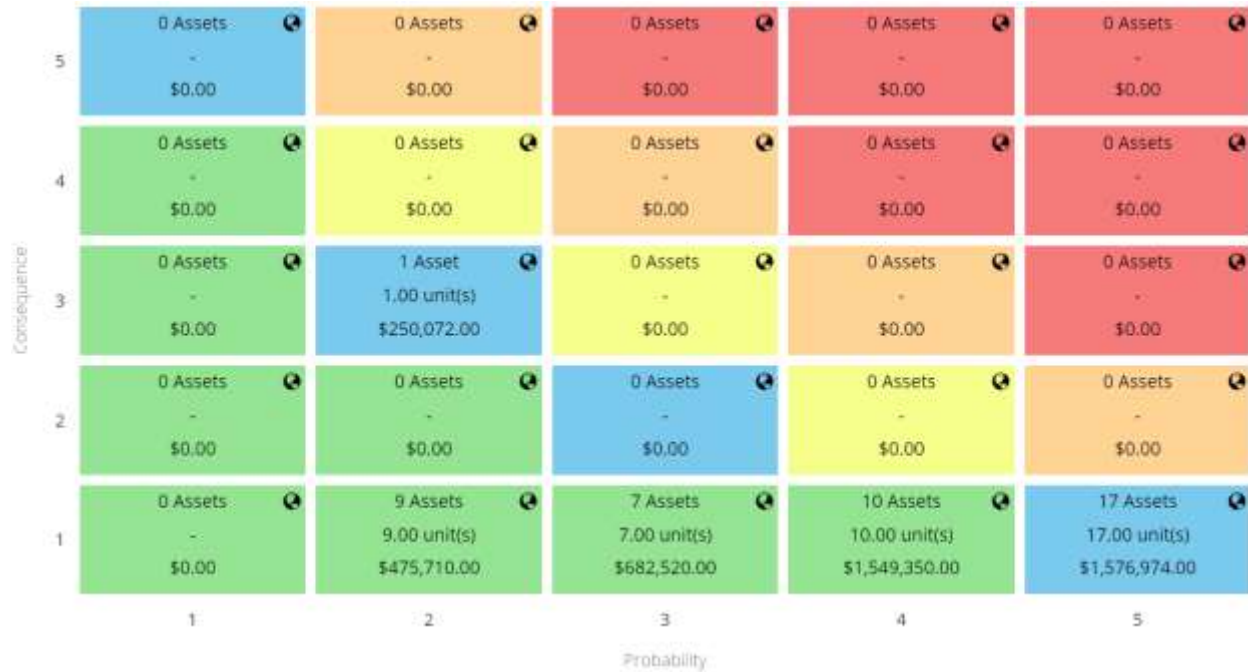 0 Assets 0 Assets 0 Assets 0 Assets 0 Assets
5 - - - - -
$0.00 $0.00 $0.00 $0.00 $0.00
0 Assets 0 Assets 0 Assets 0 Assets 0 Assets
4 - - - - -
$0.00 $0.00 $0.00 $0.00 $0.00
Consequence
0 Assets 1 Asset 0 Assets 0 Assets 0 Assets
3 - 1.00 unit(s) - - -
$0.00 $250,072.00 $0.00 $0.00 $0.00
0 Assets 0 Assets 0 Assets 0 Assets 0 Assets
2 - - - - -
$0.00 $0.00 $0.00 $0.00 $0.00
0 Assets 9 Assets 7 Assets 10 Assets 17 Assets
1 - 9.00 unit(s) 7.00 unit(s) 10.00 unit(s) 17.00 unit(s)
$0.00 $475,710.00 $682,520.00 $1,549,350.00 $1,576,974.00
1 2 3 4 5
Probability